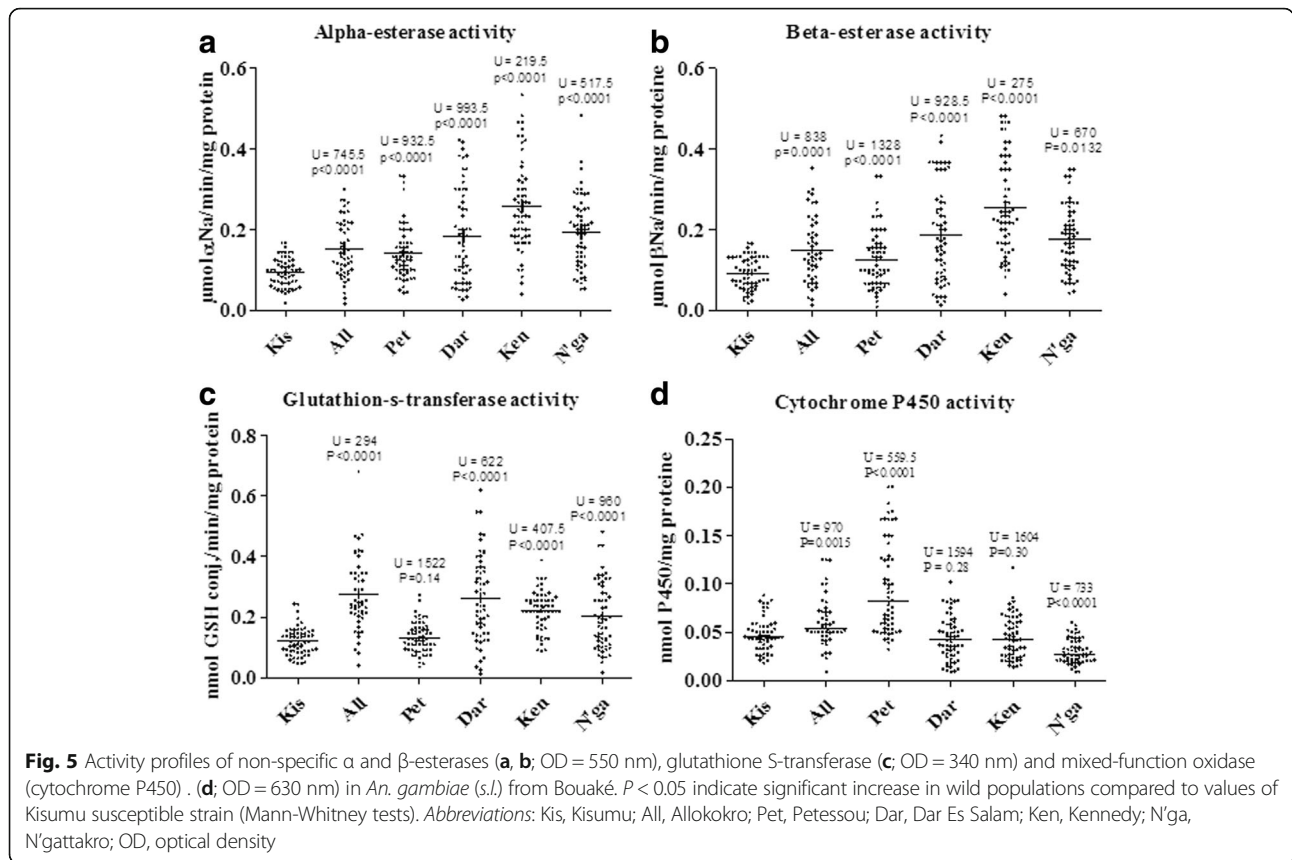 a
Alpha-esterase activity
μmolαNa/min/mg protein
0.6
0.4
0.2
0.0
U = 745.5
p<0.0001
U = 932.5
p<0.0001
U = 993.5
p<0.0001
U = 219.5
p<0.0001
U = 517.5
p<0.0001
Kis
All
Pet
Dar
Ken
N'ga
b
Beta-esterase activity
μmolβNa/min/mg proteine
0.6
0.4
0.2
0.0
U = 838
p=0.0001
U = 1328
p<0.0001
U = 928.5
P<0.0001
U = 275
P<0.0001
U = 670
P=0.0132
Kis
All
Pet
Dar
Ken
N'ga
c
Glutathion-s-transferase activity
nmol GSH conj./min/mg protein
0.8
0.6
0.4
0.2
0.0
U = 294
P<0.0001
U = 1522
P=0.14
U = 622
P<0.0001
U = 407.5
P<0.0001
U = 960
P<0.0001
Kis
All
Pet
Dar
Ken
N'ga
d
Cytochrome P450 activity
nmol P450/mg proteine
0.25
0.20
0.15
0.10
0.05
0.00
U = 970
P=0.0015
U = 559.5
P<0.0001
U = 1594
P = 0.28
U = 1604
P=0.30
U = 733
P<0.0001
Kis
All
Pet
Dar
Ken
N'ga
Fig. 5 Activity profiles of non-specific α and β-esterases (a, b; OD = 550 nm), glutathione S-transferase (c; OD = 340 nm) and mixed-function oxidase
(cytochrome P450) . (d; OD = 630 nm) in An. gambiae (s.l.) from Bouaké. P < 0.05 indicate significant increase in wild populations compared to values of
Kisumu susceptible strain (Mann-Whitney tests). Abbreviations: Kis, Kisumu; All, Allokokro; Pet, Petessou; Dar, Dar Es Salam; Ken, Kennedy; N'ga,
N'gattakro; OD, optical density